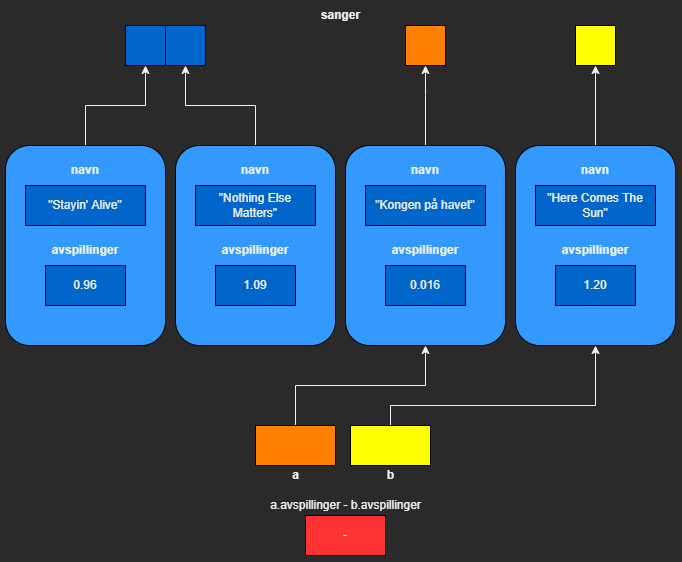 sanger
navn
navn
navn
navn
"Stayin' Alive"
"Nothing Else
Matters"
"Kongen på havet"
"Here Comes The
Sun"
avspillinger
avspillinger
avspillinger
avspillinger
0.96
1.09
0.016
1.20
a
b
a.avspillinger - b.avspillinger
-